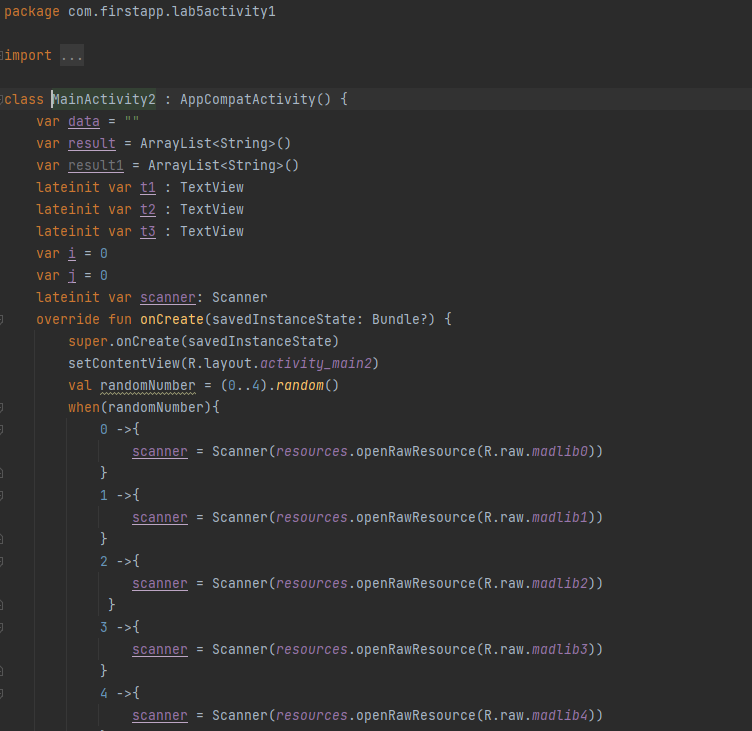 package com.firstapp.lab5activity1
import ...
class MainActivity2 : AppCompatActivity() {
    var data = ""
    var result = ArrayList<String>()
    var result1 = ArrayList<String>()
    lateinit var t1 : TextView
    lateinit var t2 : TextView
    lateinit var t3 : TextView
    var i = 0
    var j = 0
    lateinit var scanner: Scanner
    override fun onCreate(savedInstanceState: Bundle?) {
        super.onCreate(savedInstanceState)
        setContentView(R.layout.activity_main2)
        val randomNumber = (0..4).random()
        when(randomNumber){
            0 ->{
                scanner = Scanner(resources.openRawResource(R.raw.madlib0))
            }
            1 ->{
                scanner = Scanner(resources.openRawResource(R.raw.madlib1))
            }
            2 ->{
                scanner = Scanner(resources.openRawResource(R.raw.madlib2))
             }
            3 ->{
                scanner = Scanner(resources.openRawResource(R.raw.madlib3))
            }
            4 ->{
                scanner = Scanner(resources.openRawResource(R.raw.madlib4))